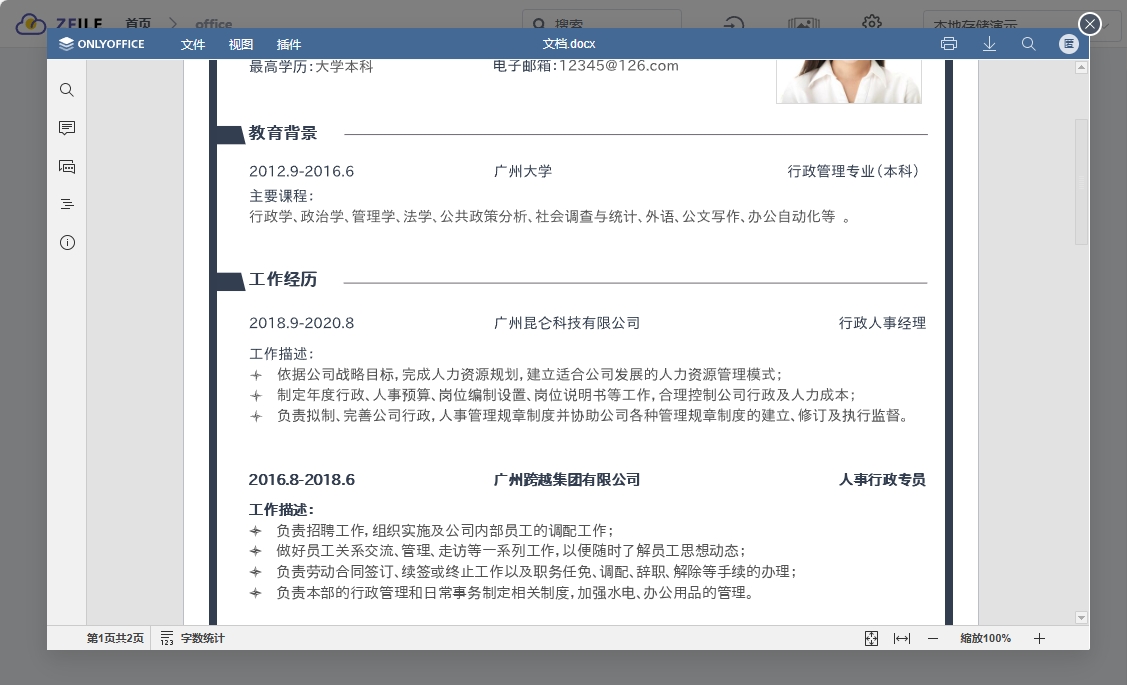 ZFILE 首页 office 搜索 本地存储演示
ONLYOFFICE 文件 视图 插件 文档.docx 匿
最高学历：大学本科 电子邮箱：12345@126.com
教育背景
2012.9-2016.6 广州大学 行政管理专业（本科）
主要课程：
行政学、政治学、管理学、法学、公共政策分析、社会调查与统计、外语、公文写作、办公自动化等 。
工作经历
2018.9-2020.8 广州昆仑科技有限公司 行政人事经理
工作描述：
依据公司战略目标，完成人力资源规划，建立适合公司发展的人力资源管理模式；
制定年度行政、人事预算、岗位编制设置、岗位说明书等工作，合理控制公司行政及人力成本；
负责拟制、完善公司行政，人事管理规章制度并协助公司各种管理规章制度的建立、修订及执行监督。
2016.8-2018.6 广州跨越集团有限公司 人事行政专员
工作描述：
负责招聘工作，组织实施及公司内部员工的调配工作；
做好员工关系交流、管理、走访等一系列工作，以便随时了解员工思想动态；
负责劳动合同签订、续签或终止工作以及职务任免、调配、辞职、解除等手续的办理；
负责本部的行政管理和日常事务制定相关制度，加强水电、办公用品的管理。
第1页共2页 123 字数统计 缩放100%